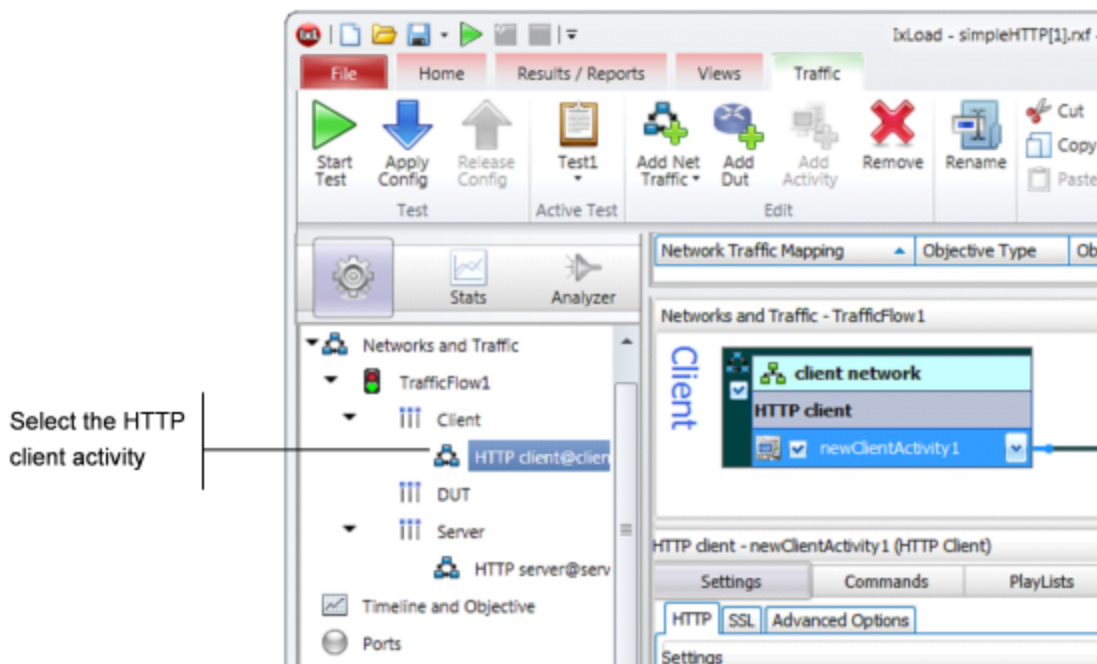 IxLoad - simpleHTTP[1].rxf -
File Home Results / Reports Views Traffic
Start Test
Apply Config
Release Config
Test1
Add Net Traffic
Add Dut
Add Activity
Remove
Rename
Cut
Copy
Paste
Test
Active Test
Edit
Stats
Analyzer
Network Traffic Mapping
Objective Type
Ob
Networks and Traffic - TrafficFlow1
Client
client network
HTTP client
newClientActivity1
Networks and Traffic
TrafficFlow1
Client
HTTP client@clien
DUT
Server
HTTP server@serv
Timeline and Objective
Ports
Select the HTTP
client activity
HTTP client - newClientActivity1 (HTTP Client)
Settings
Commands
PlayLists
HTTP
SSL
Advanced Options
Settings